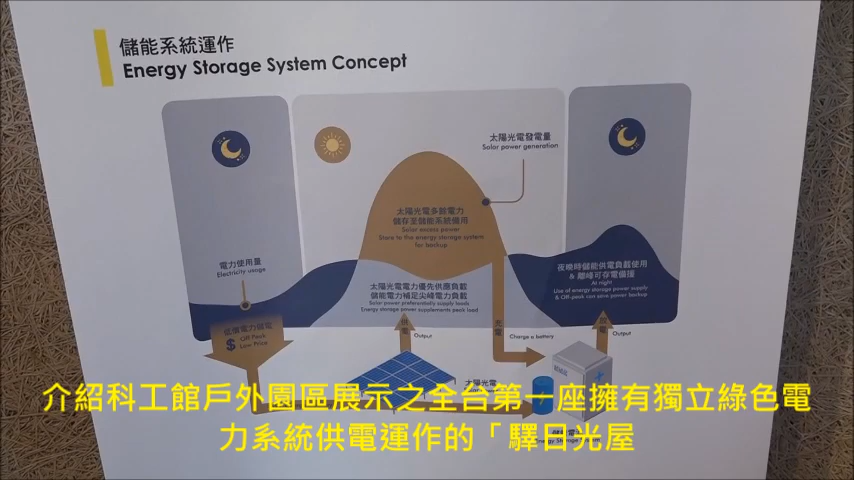 儲能系統運作
Energy Storage System Concept
太陽光電發電量
Solar power generation
太陽光電多餘電力
儲存至儲能系統備用
Solar excess power
Store to the energy storage system
for backup
電力使用量
Electricity usage
太陽光電電力優先供應負載
儲能電力補足尖峰電力負載
Solar power preferentially supply loads
Energy storage power supplements peak load
夜晚時儲能供電負載使用
& 離峰可存電備援
At night
Use of energy storage power supply
& Off-peak can save power backup
低價電力儲電
$ Off Peak
Low Price
供電
Output
充電
Charge a battery
供電
Output
太陽光電
介紹科工館戶外園區展示之全台第一座擁有獨立綠色電
力系統供電運作的「驛日光屋